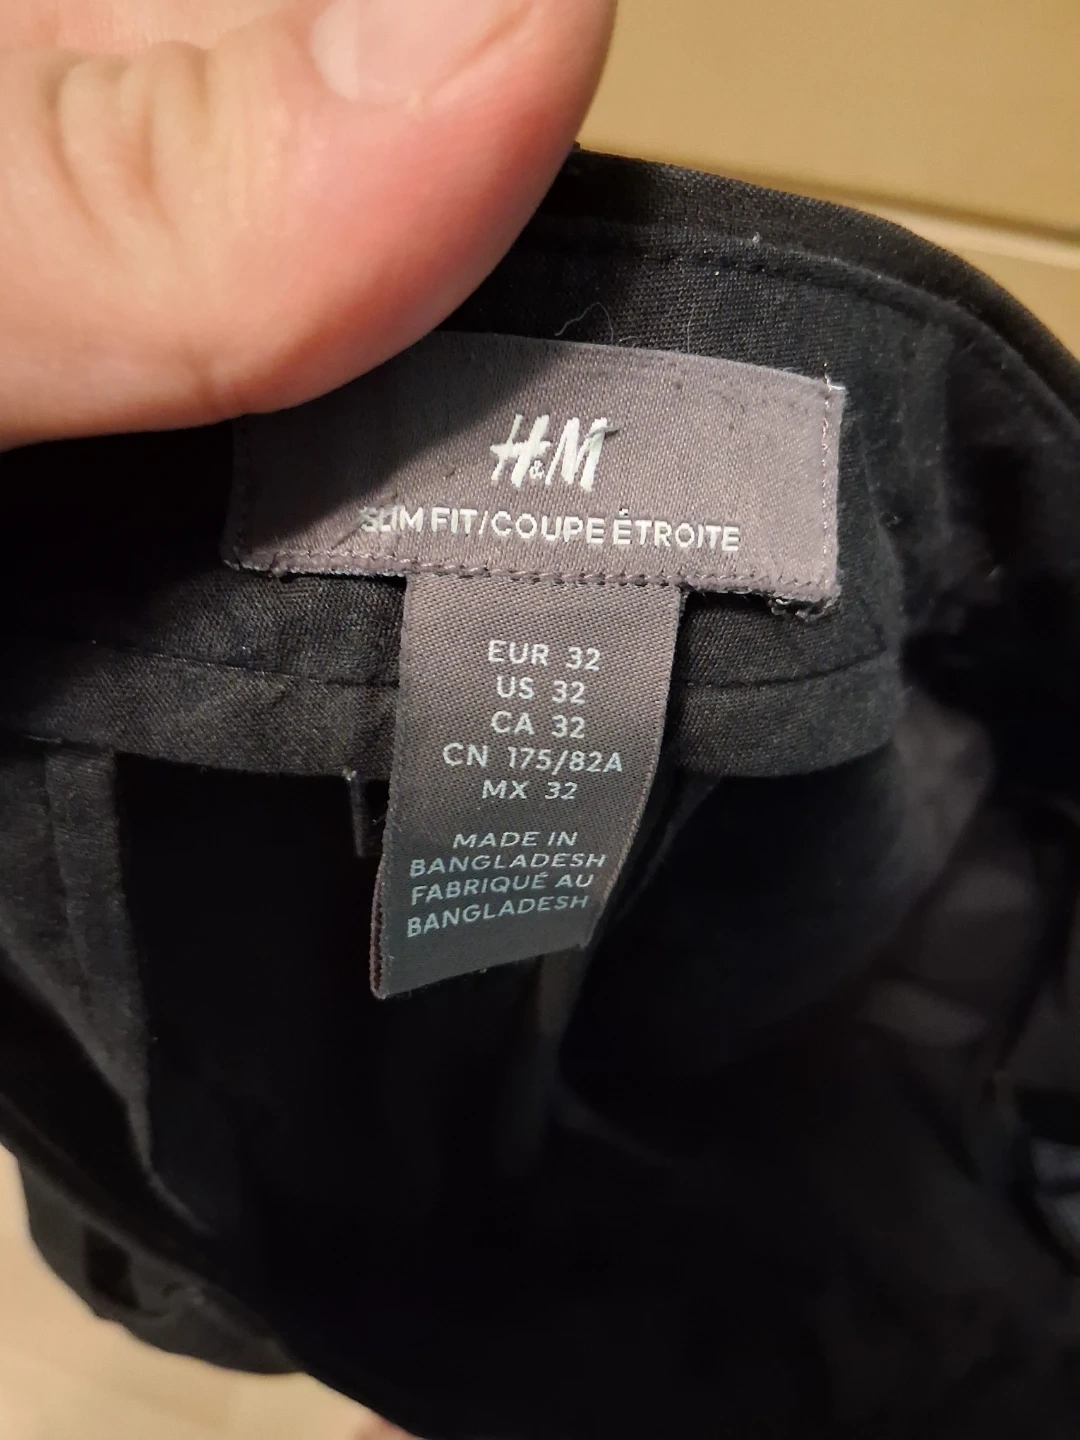 H&M
SLIM FIT/COUPE ÉTROITE
EUR 32
US 32
CA 32
CN 175/82A
MX 32
MADE IN
BANGLADESH
FABRIQUÉ AU
BANGLADESH